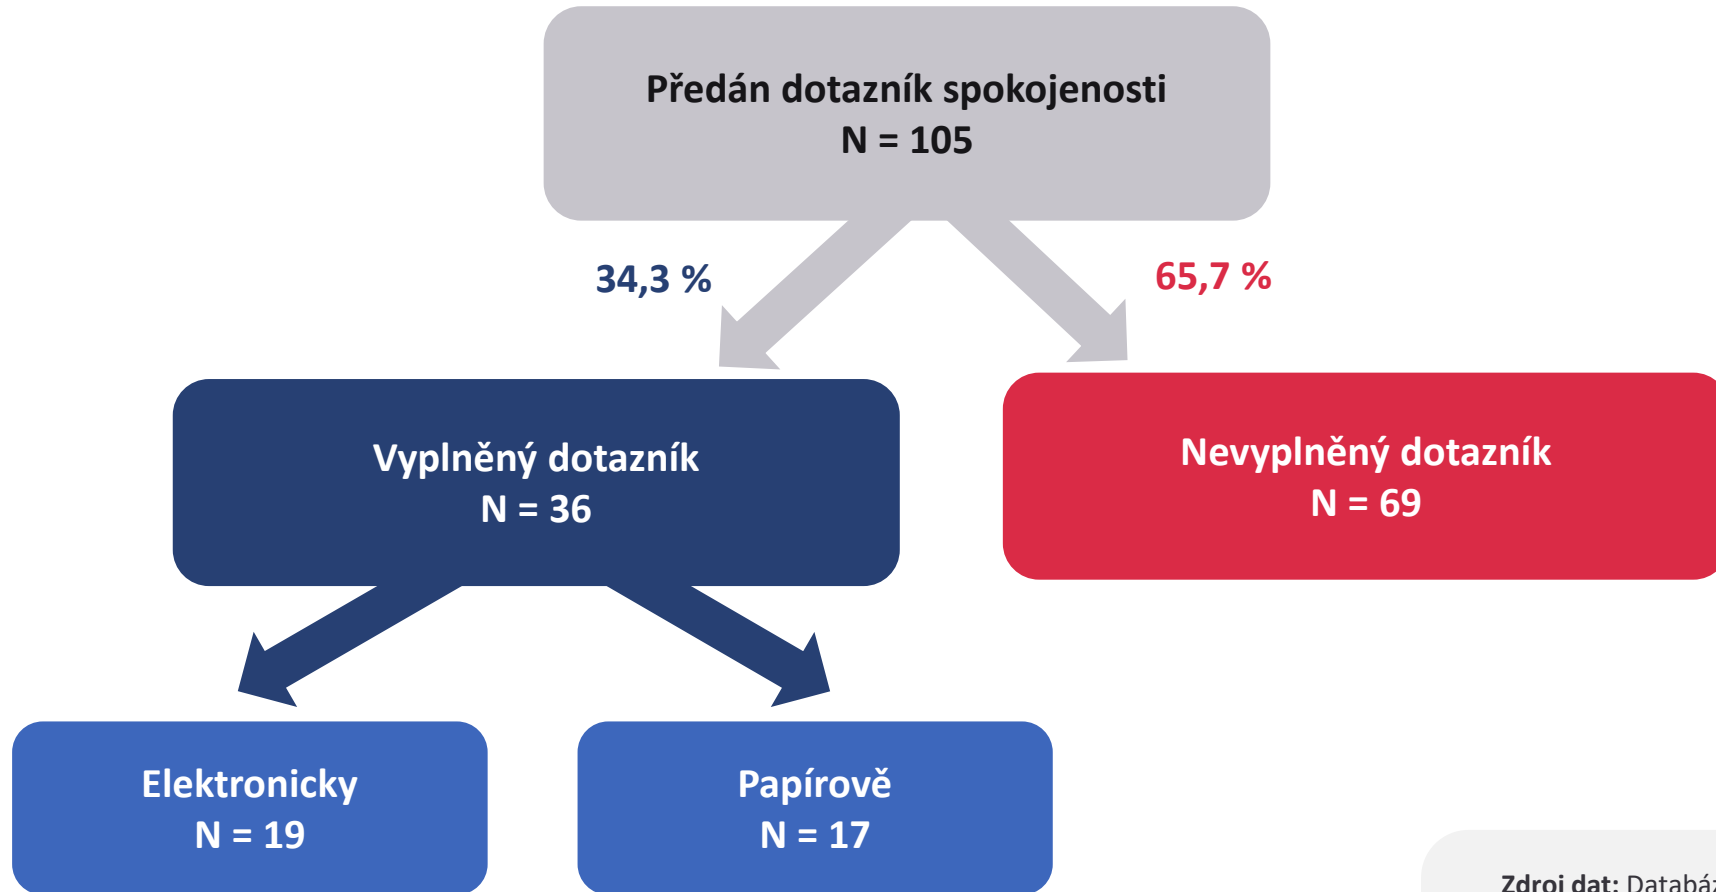 Předán dotazník spokojenosti
N = 105
34,3 %
65,7 %
Vyplněný dotazník
N = 36
Nevyplněný dotazník
N = 69
Elektronicky
N = 19
Papírově
N = 17
Zdroj dat: